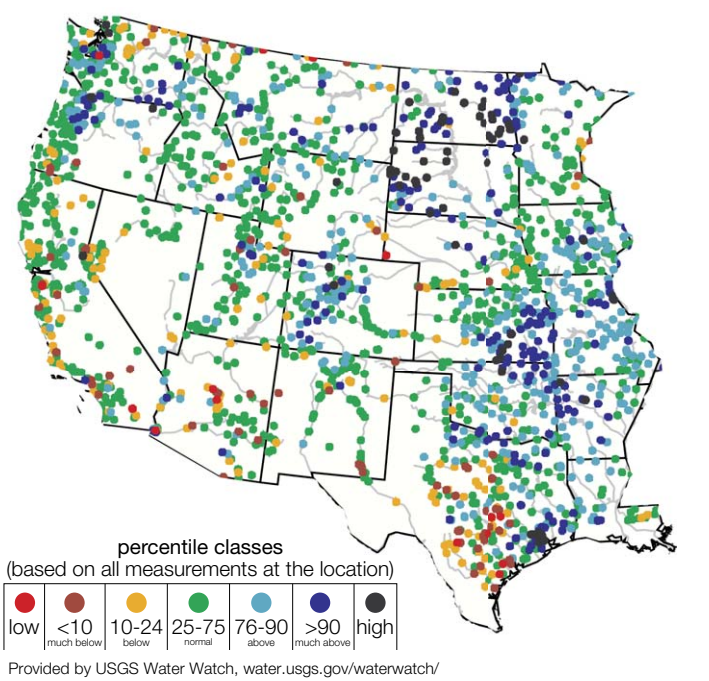 percentile classes
(based on all measurements at the location)
low <10 10-24 25-75 76-90 >90 high
much below below normal above much above
Provided by USGS Water Watch, water.usgs.gov/waterwatch/